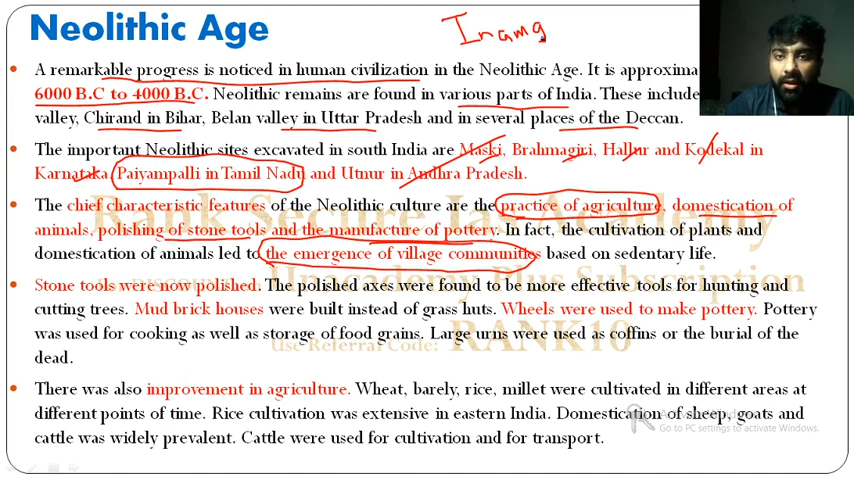 Neolithic Age
Inamg
A remarkable progress is noticed in human civilization in the Neolithic Age. It is approxima
6000 B.C to 4000 B.C. Neolithic remains are found in various parts of India. These include
valley, Chirand in Bihar, Belan valley in Uttar Pradesh and in several places of the Deccan.
The important Neolithic sites excavated in south India are Maski, Brahmagiri, Hallur and Kodekal in
Karnataka, Paiyampalli in Tamil Nadu and Utnur in Andhra Pradesh.
The chief characteristic features of the Neolithic culture are the practice of agriculture, domestication of
animals, polishing of stone tools and the manufacture of pottery. In fact, the cultivation of plants and
domestication of animals led to the emergence of village communities based on sedentary life.
Stone tools were now polished. The polished axes were found to be more effective tools for hunting and
cutting trees. Mud brick houses were built instead of grass huts. Wheels were used to make pottery. Pottery
was used for cooking as well as storage of food grains. Large urns were used as coffins or the burial of the
dead.
There was also improvement in agriculture. Wheat, barely, rice, millet were cultivated in different areas at
different points of time. Rice cultivation was extensive in eastern India. Domestication of sheep, goats and
cattle was widely prevalent. Cattle were used for cultivation and for transport.
Rank Secure Ias Academy
Unacademy Plus Subscription
Use Referral Code: RANK10
Activate Windows
Go to PC settings to activate Windows.